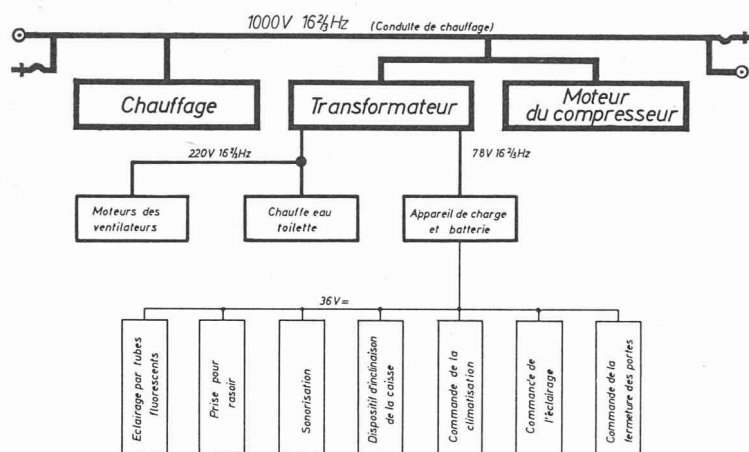 1000V 16⅔Hz (Conduite de chauffage)
Chauffage
Transformateur
Moteur
du compresseur
220V 16⅔Hz
78V 16⅔Hz
Moteurs des
ventilateurs
Chauffe eau
toilette
Appareil de charge
et batterie
36V=
Eclairage par tubes
fluorescents
Prise pour
rasoir
Sonorisation
Dispositif d'inclinaison
de la caisse
Commande de la
climatisation
Commande de
l'éclairage
Commande de la
fermeture des portes